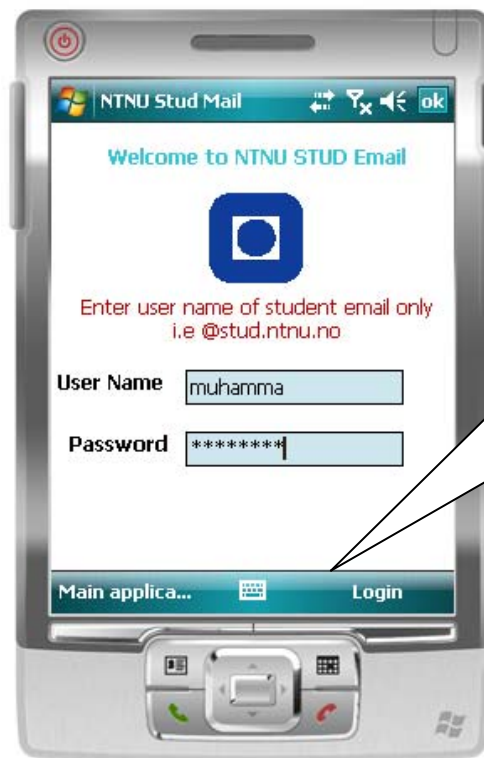 NTNU Stud Mail ok
Welcome to NTNU STUD Email
Enter user name of student email only
i.e @stud.ntnu.no
User Name muhamma
Password ********
Main applica... Login